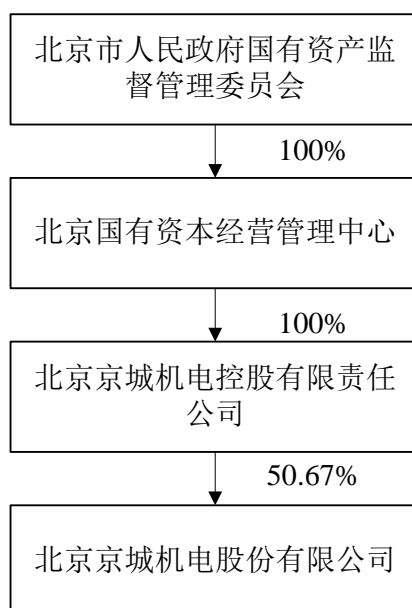 北京市人民政府国有资产监
督管理委员会
100%
北京国有资本经营管理中心
100%
北京京城机电控股有限责任
公司
50.67%
北京京城机电股份有限公司